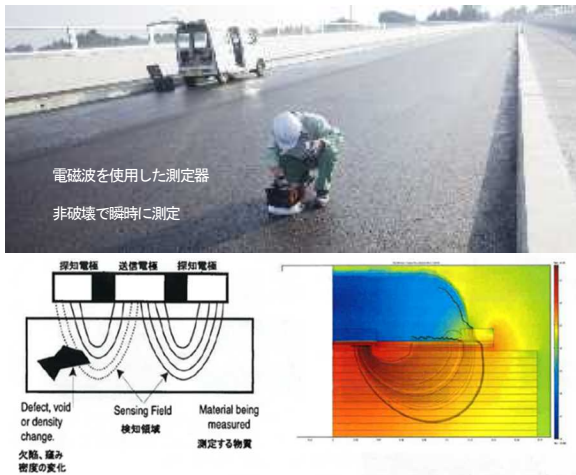 電磁波を使用した測定器
非破壊で瞬時に測定
探知電極 送信電極 探知電極
Defect, void
or density
change.
欠陥、窪み
密度の変化
Sensing Field
検知領域
Material being
measured
測定する物質